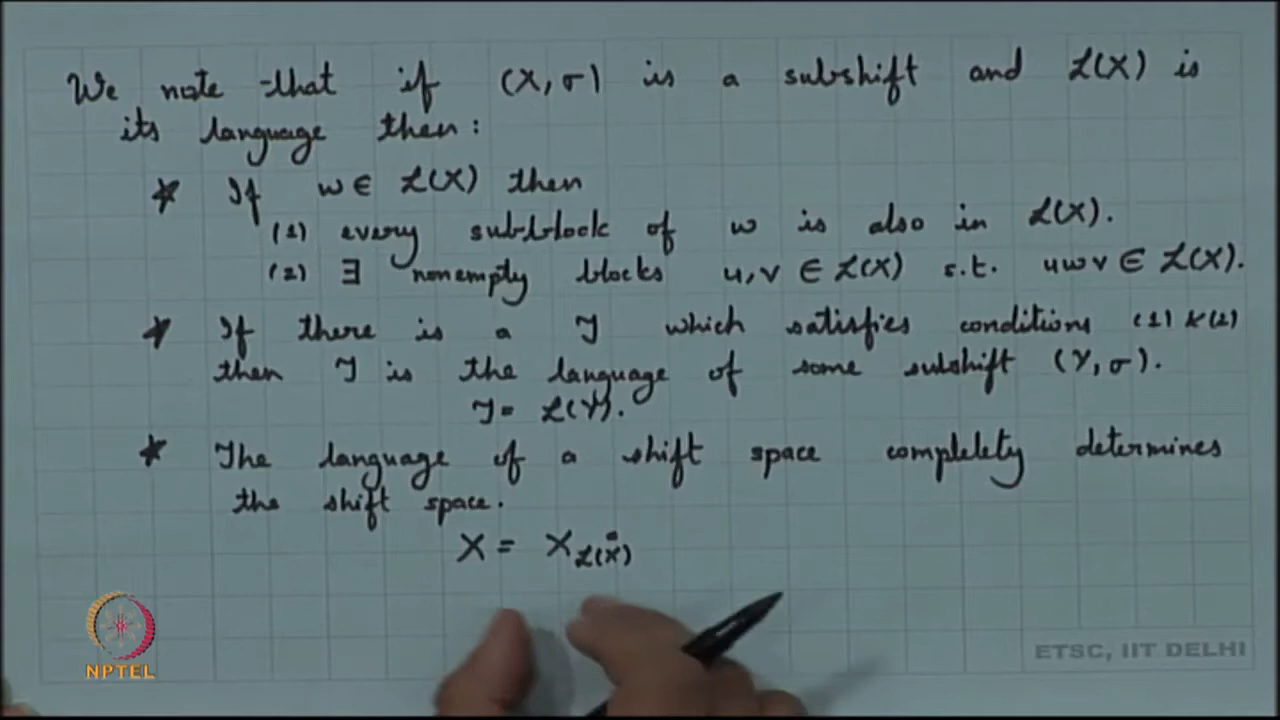 We note that if (X, σ) is a subshift and ℒ(X) is
its language then:
★ If w ∈ ℒ(X) then
(1) every subblock of w is also in ℒ(X).
(2) ∃ nonempty blocks u, v ∈ ℒ(X) s.t. uwv ∈ ℒ(X).
★ If there is a ℐ which satisfies conditions (1) & (2)
then ℐ is the language of some subshift (Y, σ).
ℐ = ℒ(Y).
★ The language of a shift space completely determines
the shift space.
X = X_ℒ(X)
NPTEL
ETSC, IIT DELHI